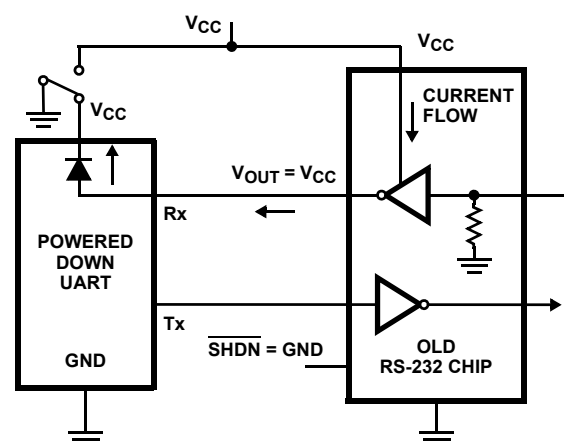 VCC
VCC
VCC
CURRENT
FLOW
VOUT = VCC
Rx
POWERED
DOWN
UART
Tx
SHDN = GND
GND
OLD
RS-232 CHIP